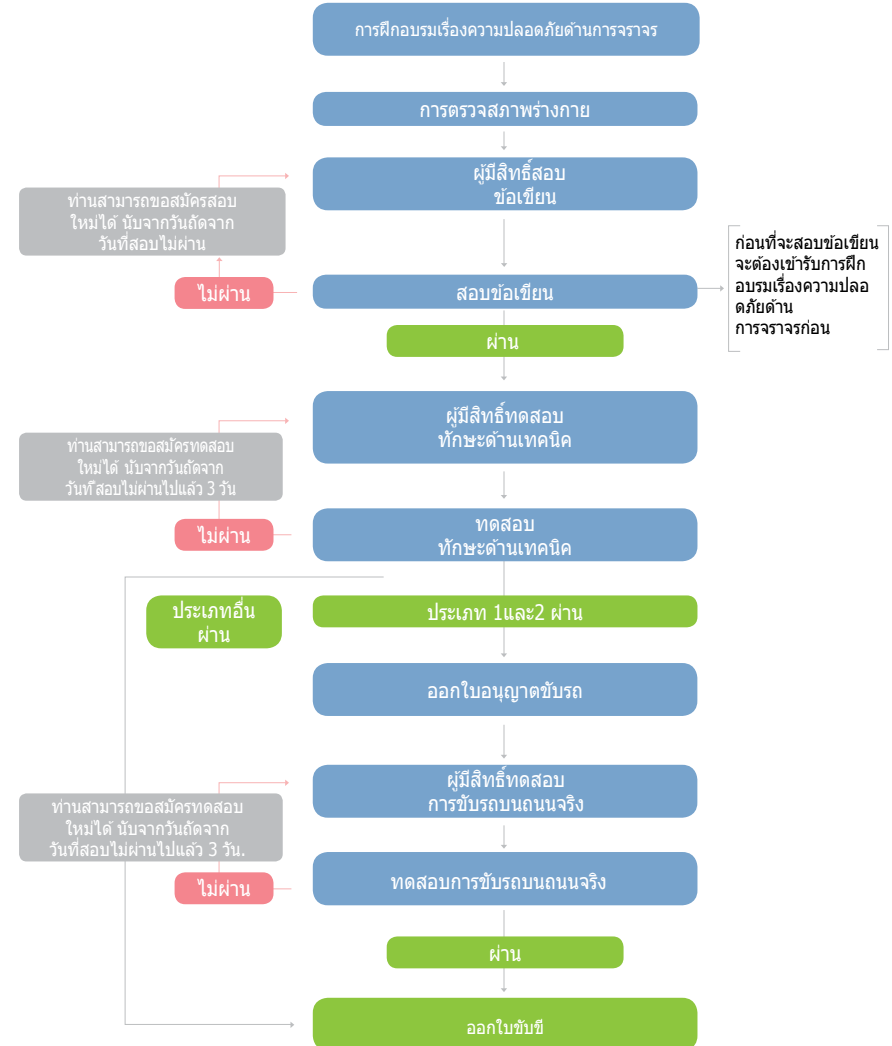 การฝึกอบรมเรื่องความปลอดภัยด้านการจราจร
การตรวจสภาพร่างกาย
ผู้มีสิทธิ์สอบ
ข้อเขียน
ท่านสามารถขอสมัครสอบ
ใหม่ได้ นับจากวันถัดจาก
วันที่สอบไม่ผ่าน
ไม่ผ่าน
สอบข้อเขียน
ก่อนที่จะสอบข้อเขียน
จะต้องเข้ารับการฝึก
อบรมเรื่องความปลอ
ดภัยด้าน
การจราจรก่อน
ผ่าน
ผู้มีสิทธิ์ทดสอบ
ทักษะด้านเทคนิค
ท่านสามารถขอสมัครทดสอบ
ใหม่ได้ นับจากวันถัดจาก
วันที่สอบไม่ผ่านไปแล้ว 3 วัน
ไม่ผ่าน
ทดสอบ
ทักษะด้านเทคนิค
ประเภทอื่น
ผ่าน
ประเภท 1และ2 ผ่าน
ออกใบอนุญาตขับรถ
ผู้มีสิทธิ์ทดสอบ
การขับรถบนถนนจริง
ท่านสามารถขอสมัครทดสอบ
ใหม่ได้ นับจากวันถัดจาก
วันที่สอบไม่ผ่านไปแล้ว 3 วัน.
ไม่ผ่าน
ทดสอบการขับรถบนถนนจริง
ผ่าน
ออกใบขับขี่